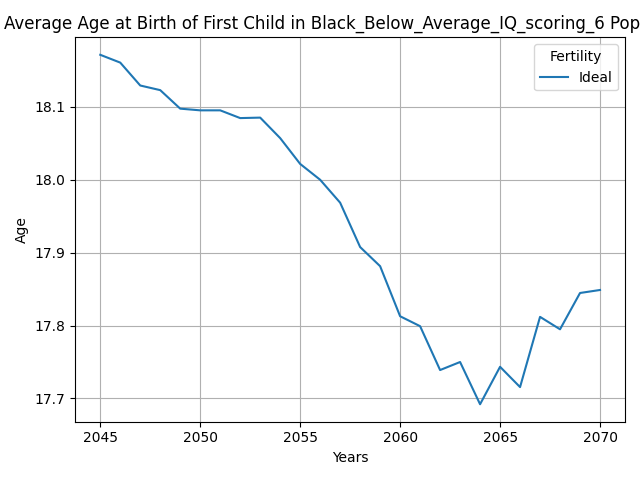 Average Age at Birth of First Child in Black_Below_Average_IQ_scoring_6 Pop
Fertility
Ideal
18.1
18.0
17.9
17.8
17.7
Age
2045 2050 2055 2060 2065 2070
Years